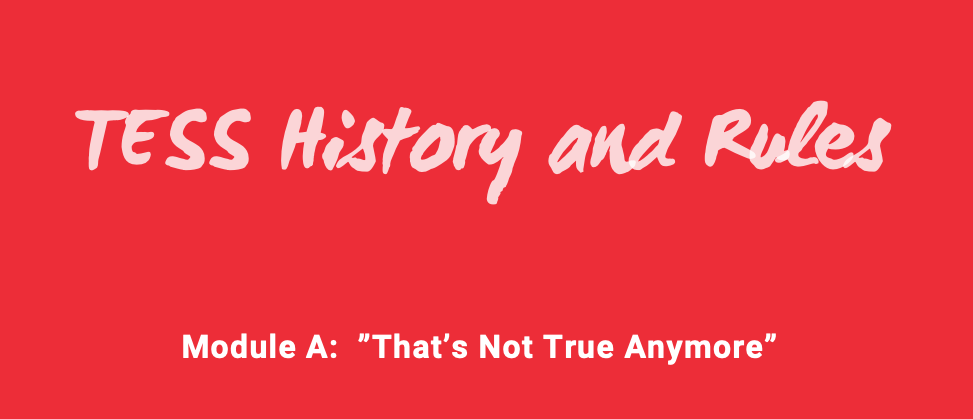 TESS History and Rules
Module A:  ”That’s Not True Anymore”